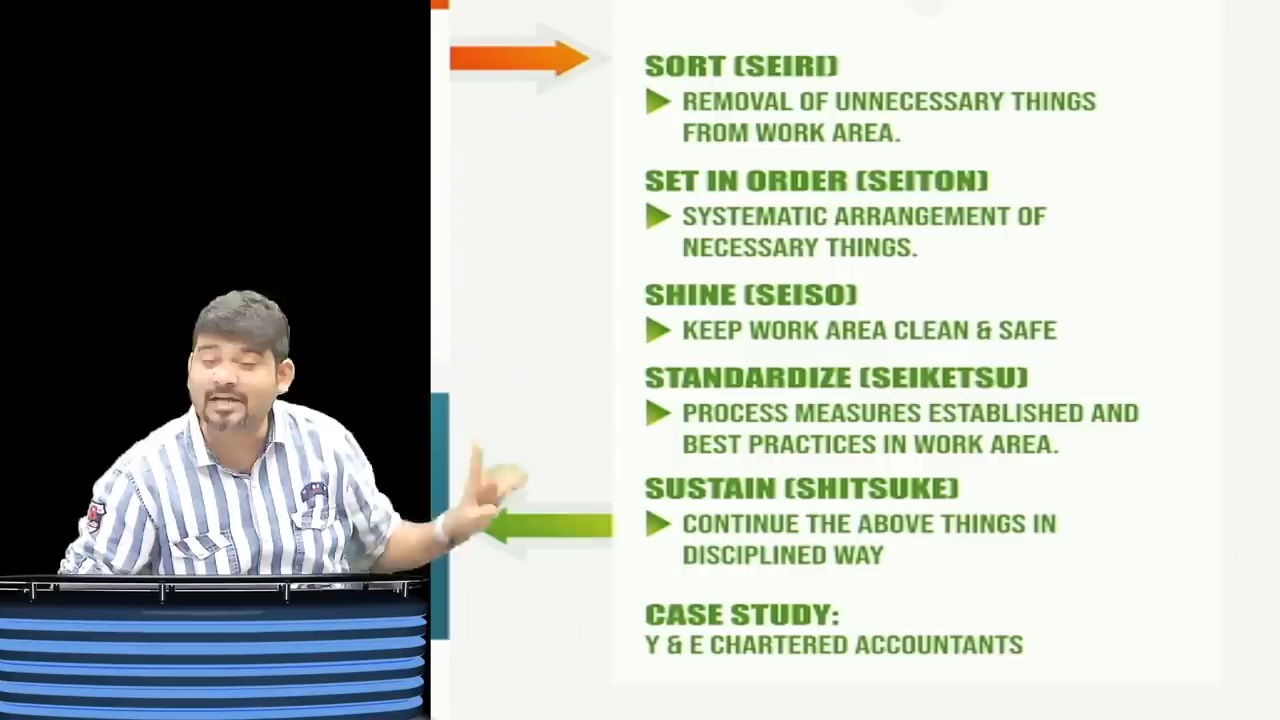 SORT (SEIRI)
REMOVAL OF UNNECESSARY THINGS
FROM WORK AREA.
SET IN ORDER (SEITON)
SYSTEMATIC ARRANGEMENT OF
NECESSARY THINGS.
SHINE (SEISO)
KEEP WORK AREA CLEAN & SAFE
STANDARDIZE (SEIKETSU)
PROCESS MEASURES ESTABLISHED AND
BEST PRACTICES IN WORK AREA.
SUSTAIN (SHITSUKE)
CONTINUE THE ABOVE THINGS IN
DISCIPLINED WAY
CASE STUDY:
Y & E CHARTERED ACCOUNTANTS